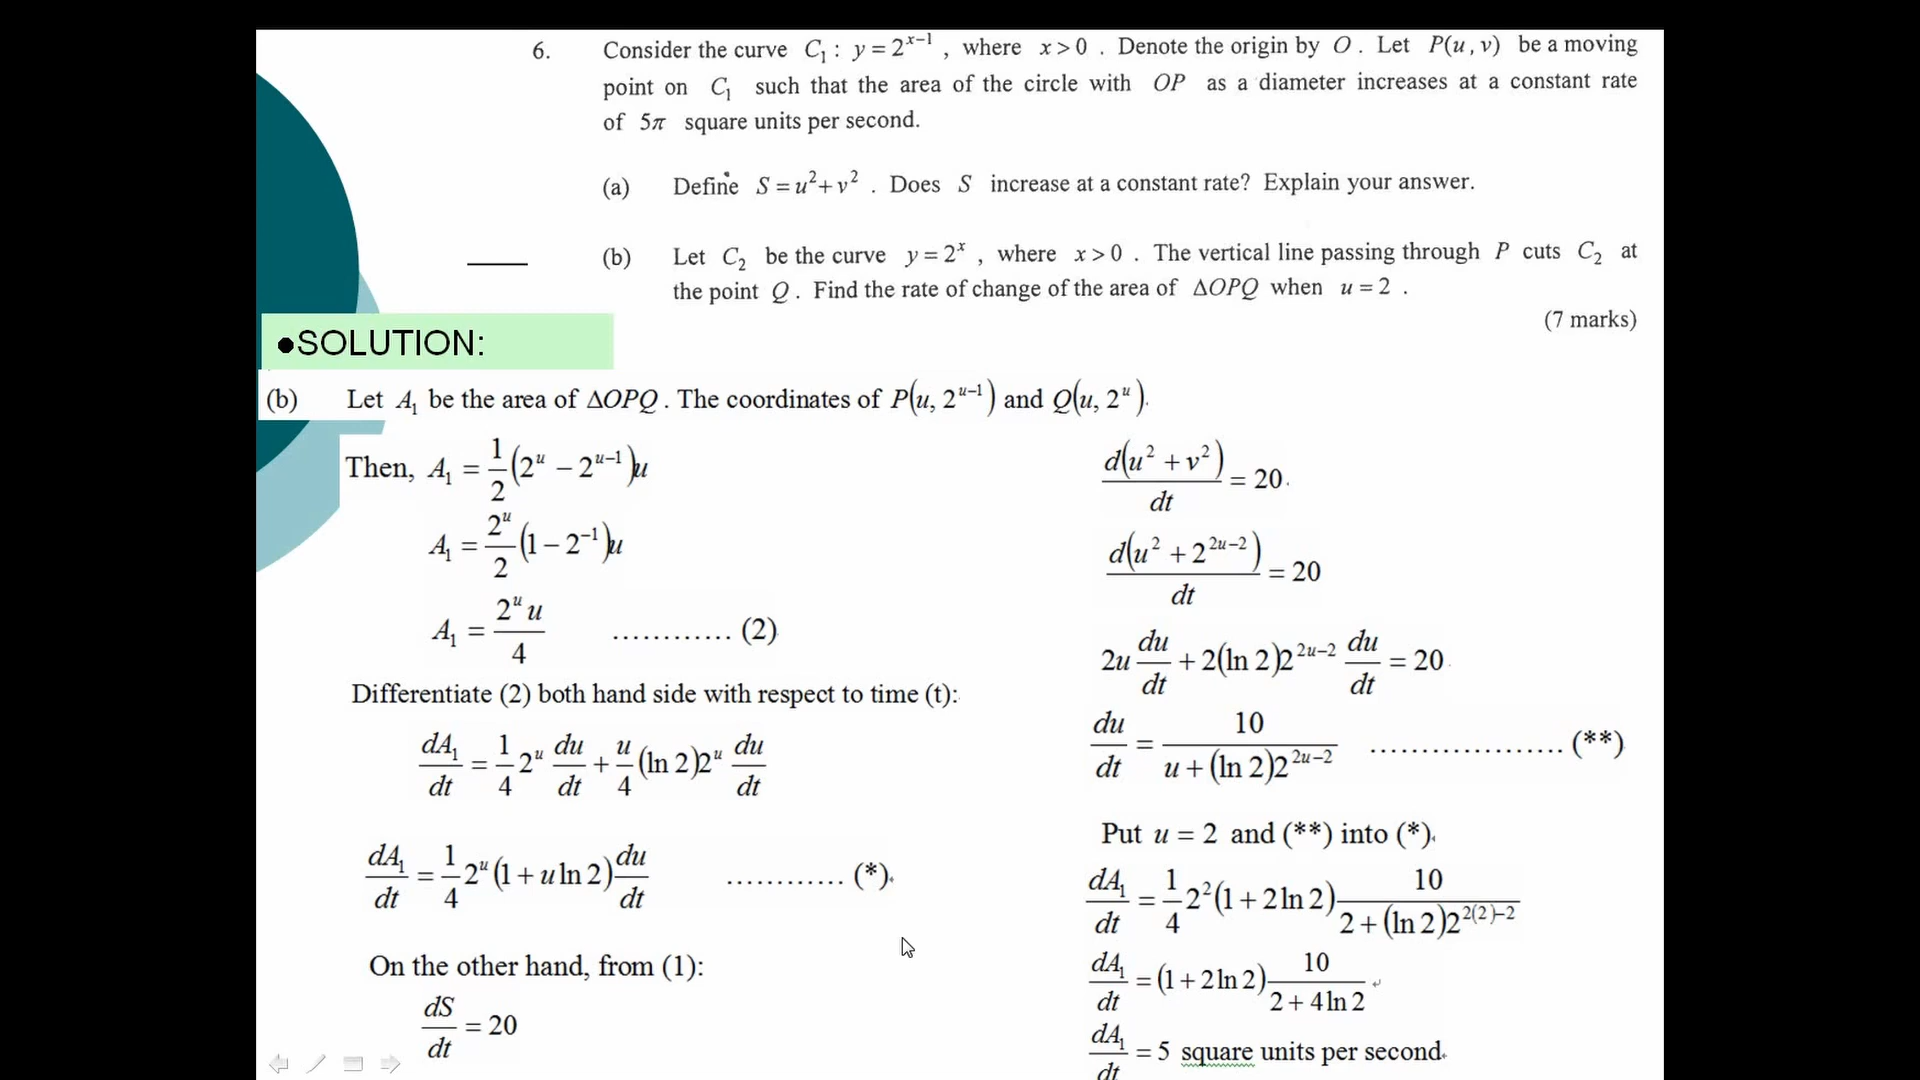 6. Consider the curve C₁ : y = 2^(x−1) , where x > 0 . Denote the origin by O . Let P(u, v) be a moving
point on C₁ such that the area of the circle with OP as a diameter increases at a constant rate
of 5π square units per second.
(a) Define S = u² + v² . Does S increase at a constant rate? Explain your answer.
(b) Let C₂ be the curve y = 2^x , where x > 0 . The vertical line passing through P cuts C₂ at
the point Q . Find the rate of change of the area of ΔOPQ when u = 2 .
(7 marks)
●SOLUTION:
(b) Let A₁ be the area of ΔOPQ . The coordinates of P(u, 2^(u−1)) and Q(u, 2^u).
Then, A₁ = 1/2 (2^u − 2^(u−1))u
A₁ = 2^u/2 (1 − 2^(−1))u
A₁ = 2^u u/4 ............ (2)
Differentiate (2) both hand side with respect to time (t):
dA₁/dt = 1/4 2^u du/dt + u/4 (ln 2)2^u du/dt
dA₁/dt = 1/4 2^u (1 + u ln 2) du/dt ............ (*).
On the other hand, from (1):
dS/dt = 20
d(u² + v²)/dt = 20.
d(u² + 2^(2u−2))/dt = 20
2u du/dt + 2(ln 2)2^(2u−2) du/dt = 20
du/dt = 10/(u + (ln 2)2^(2u−2)) ...................... (**)
Put u = 2 and (**) into (*).
dA₁/dt = 1/4 2²(1 + 2 ln 2) 10/(2 + (ln 2)2^(2(2)−2))
dA₁/dt = (1 + 2 ln 2) 10/(2 + 4 ln 2)
dA₁/dt = 5 square units per second.